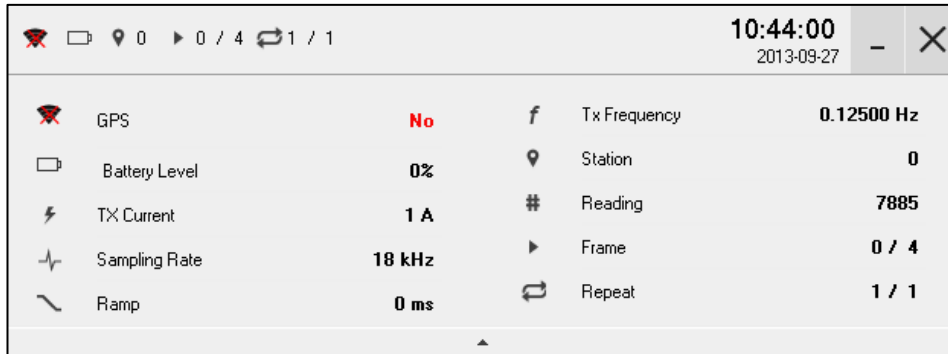 0 0 / 4 1 / 1 10:44:00
2013-09-27
GPS No
Battery Level 0%
TX Current 1 A
Sampling Rate 18 kHz
Ramp 0 ms
f Tx Frequency 0.12500 Hz
Station 0
# Reading 7885
Frame 0 / 4
Repeat 1 / 1